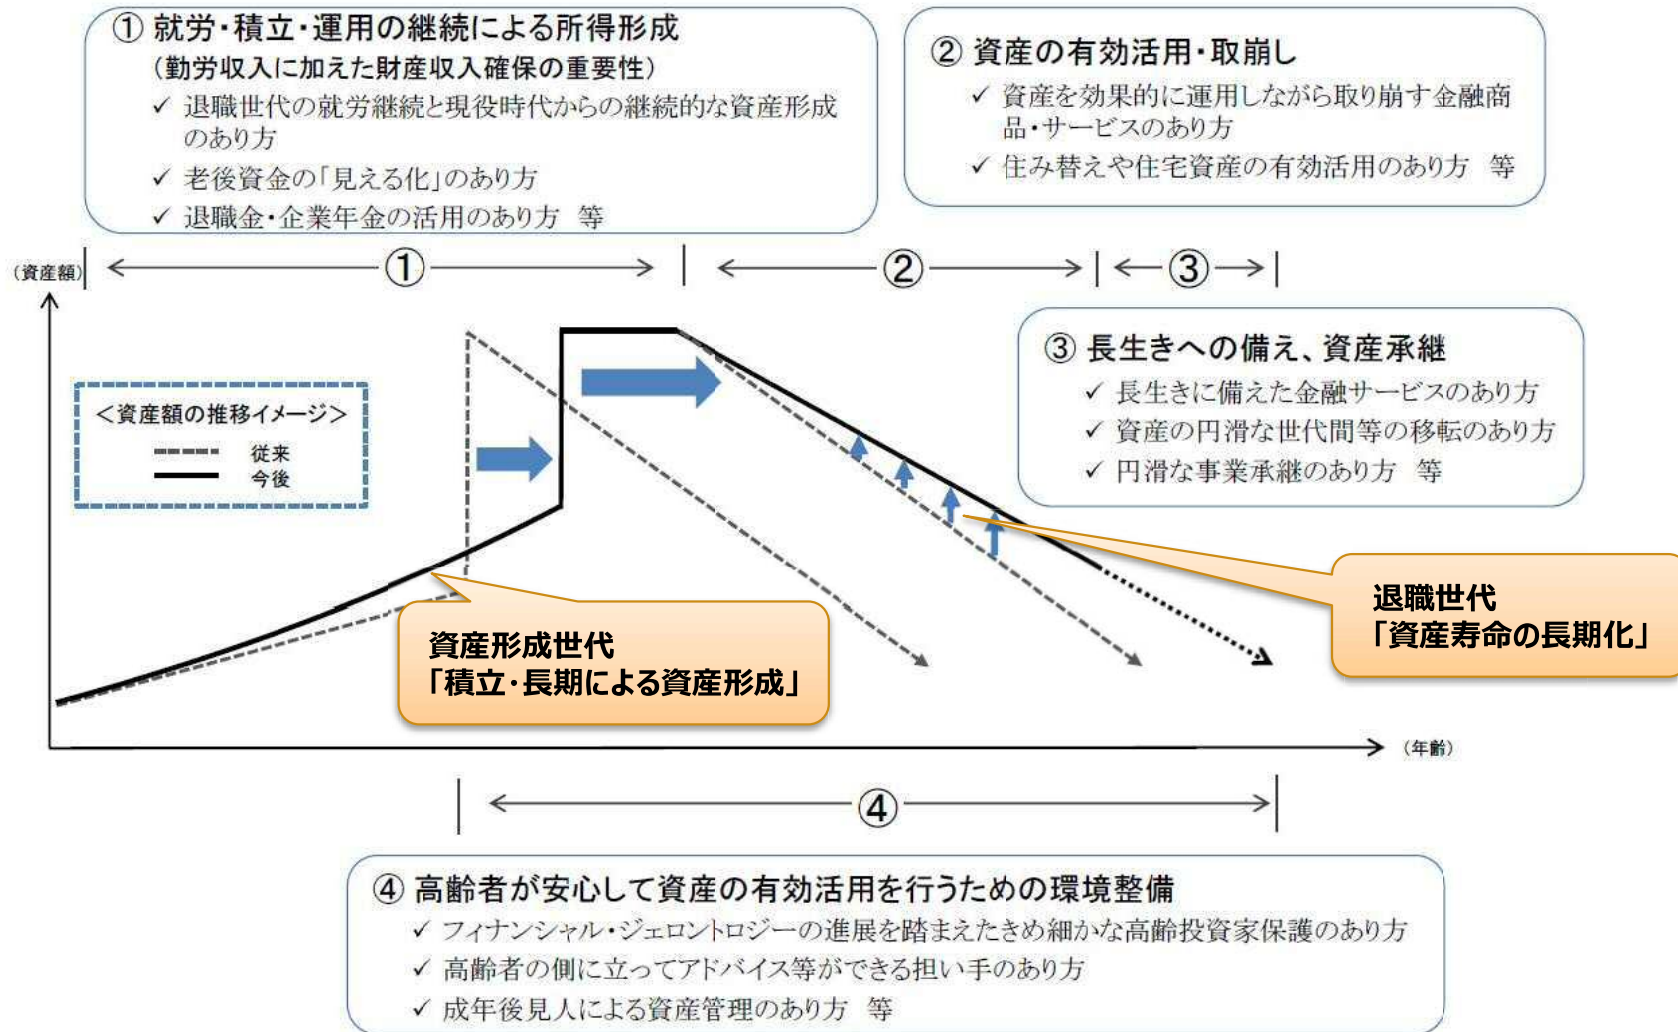 ① 就労・積立・運用の継続による所得形成
（勤労収入に加えた財産収入確保の重要性）
✓ 退職世代の就労継続と現役時代からの継続的な資産形成
のあり方
✓ 老後資金の「見える化」のあり方
✓ 退職金・企業年金の活用のあり方 等
② 資産の有効活用・取崩し
✓ 資産を効果的に運用しながら取り崩す金融商
品・サービスのあり方
✓ 住み替えや住宅資産の有効活用のあり方 等
（資産額）
①
②
③
③ 長生きへの備え、資産承継
✓ 長生きに備えた金融サービスのあり方
✓ 資産の円滑な世代間等の移転のあり方
✓ 円滑な事業承継のあり方 等
＜資産額の推移イメージ＞
従来
今後
資産形成世代
「積立・長期による資産形成」
退職世代
「資産寿命の長期化」
（年齢）
④
④ 高齢者が安心して資産の有効活用を行うための環境整備
✓ フィナンシャル・ジェロントロジーの進展を踏まえたきめ細かな高齢投資家保護のあり方
✓ 高齢者の側に立ってアドバイス等ができる担い手のあり方
✓ 成年後見人による資産管理のあり方 等